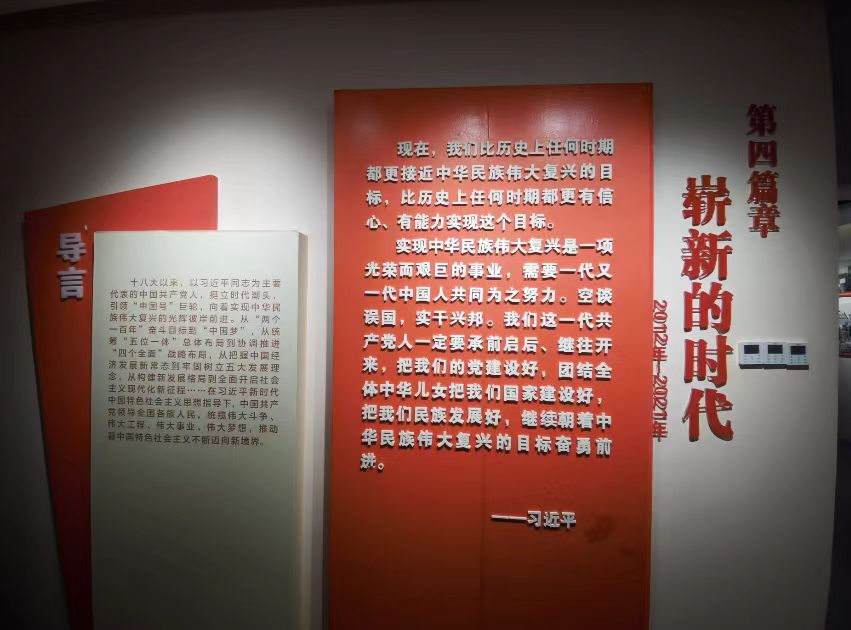 导言
十八大以来，以习近平同志为主要
代表的中国共产党人，挺立时代潮头，
引领“中国号”巨轮，向着实现中华民
族伟大复兴的光辉彼岸前进。从“两个
一百年”奋斗目标到“中国梦”，从统
筹“五位一体”总体布局到协调推进
“四个全面”战略布局，从把握中国经
济发展新常态到牢固树立五大发展理
念，从构建新发展格局到全面开启社会
主义现代化新征程……在习近平新时代
中国特色社会主义思想指导下，中国共产
党领导全国各族人民，统揽伟大斗争、
伟大工程、伟大事业、伟大梦想，推动
着中国特色社会主义不断迈向新境界。
现在，我们比历史上任何时期
都更接近中华民族伟大复兴的目
标，比历史上任何时期都更有信
心、有能力实现这个目标。
实现中华民族伟大复兴是一项
光荣而艰巨的事业，需要一代又
一代中国人共同为之努力。空谈
误国，实干兴邦。我们这一代共
产党人一定要承前启后、继往开
来，把我们的党建设好，团结全
体中华儿女把我们国家建设好，
把我们民族发展好，继续朝着中
华民族伟大复兴的目标奋勇前
进。
——习近平
第四篇章
崭新的时代
2012年—2021年